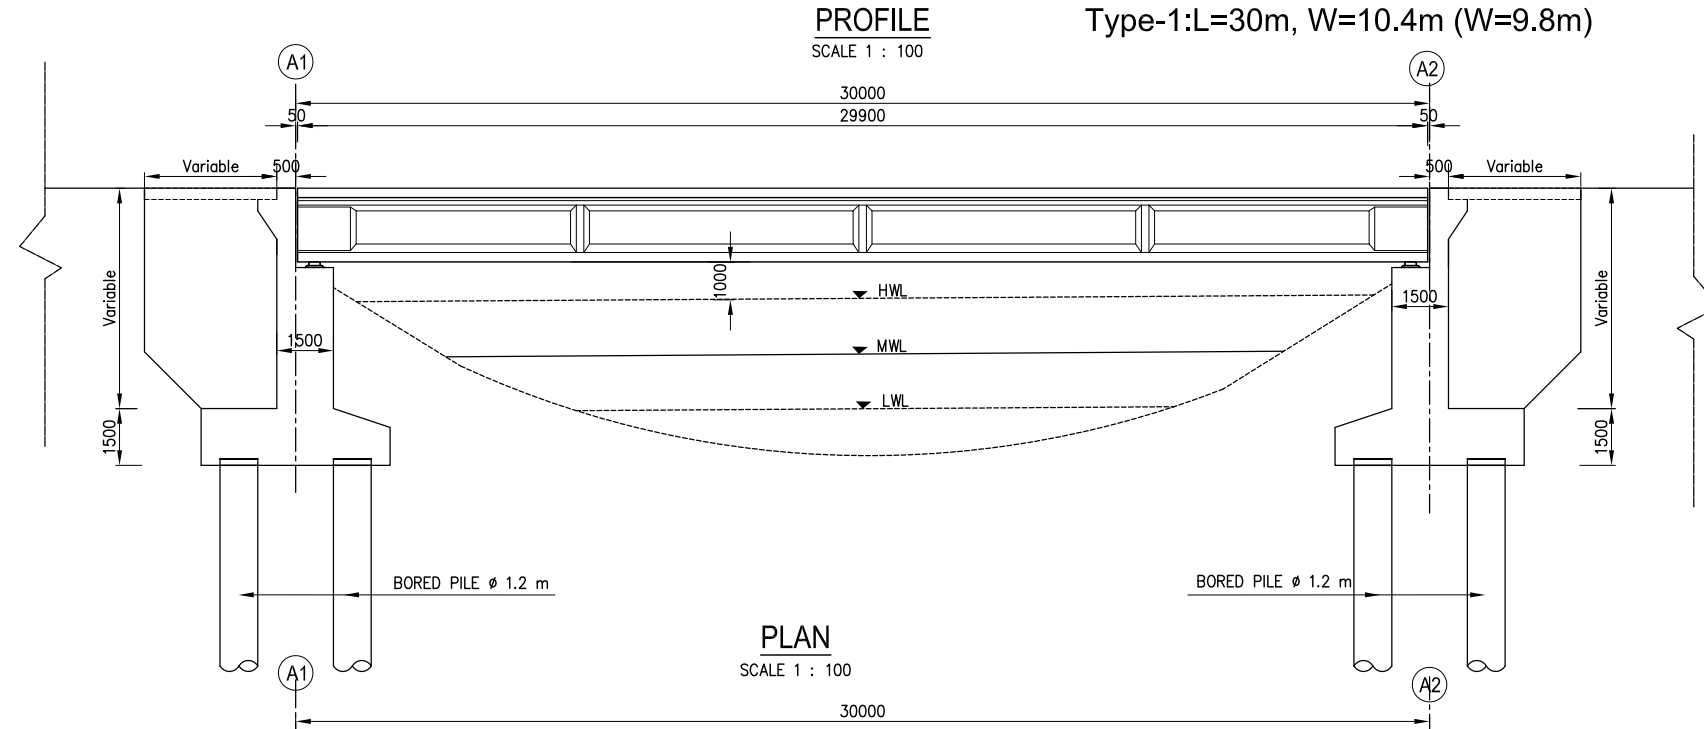 PROFILE
SCALE 1 : 100
Type-1:L=30m, W=10.4m (W=9.8m)
A1
A2
30000
50
29900
50
Variable
500
500
Variable
Variable
1000
HWL
1500
Variable
1500
MWL
LWL
1500
1500
BORED PILE ø 1.2 m
BORED PILE ø 1.2 m
PLAN
SCALE 1 : 100
A1
A2
30000